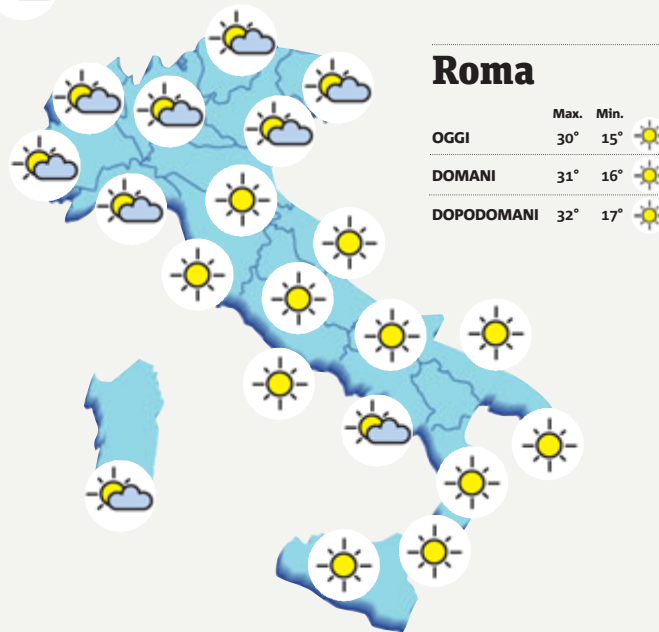 Roma
Max. Min.
OGGI 30° 15°
DOMANI 31° 16°
DOPODOMANI 32° 17°